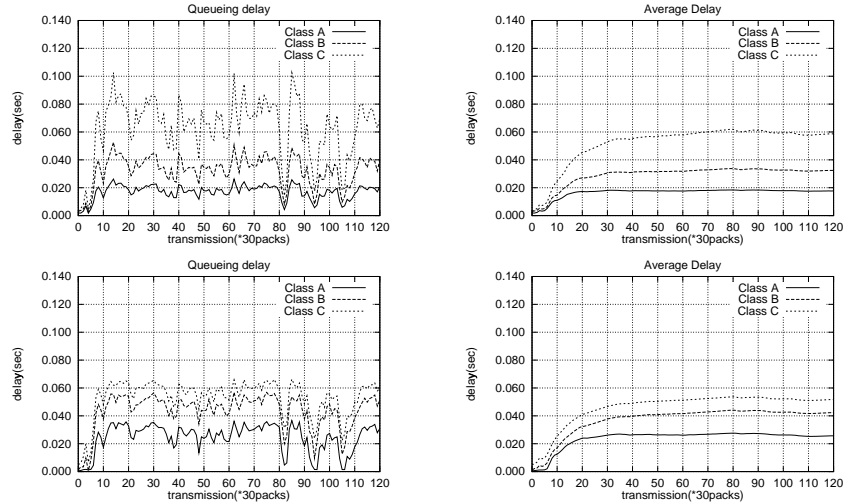 Queueing delay
0.140
0.120
0.100
0.080
0.060
0.040
0.020
0.000
delay(sec)
Class A
Class B
Class C
0 10 20 30 40 50 60 70 80 90 100 110 120
transmission(*30packs)
Average Delay
0.140
0.120
0.100
0.080
0.060
0.040
0.020
0.000
delay(sec)
Class A
Class B
Class C
0 10 20 30 40 50 60 70 80 90 100 110 120
transmission(*30packs)
Queueing delay
0.140
0.120
0.100
0.080
0.060
0.040
0.020
0.000
delay(sec)
Class A
Class B
Class C
0 10 20 30 40 50 60 70 80 90 100 110 120
transmission(*30packs)
Average Delay
0.140
0.120
0.100
0.080
0.060
0.040
0.020
0.000
delay(sec)
Class A
Class B
Class C
0 10 20 30 40 50 60 70 80 90 100 110 120
transmission(*30packs)